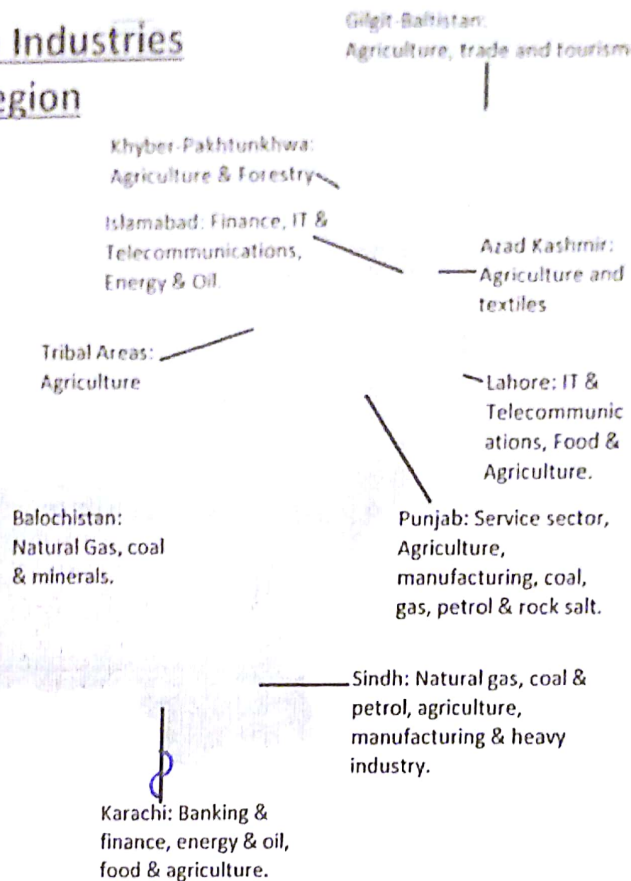 Industries
egion
Gilgit-Baltistan:
Agriculture, trade and tourism
Khyber-Pakhtunkhwa:
Agriculture & Forestry
Islamabad: Finance, IT &
Telecommunications,
Energy & Oil.
Azad Kashmir:
Agriculture and
textiles
Tribal Areas:
Agriculture
Lahore: IT &
Telecommunic
ations, Food &
Agriculture.
Balochistan:
Natural Gas, coal
& minerals.
Punjab: Service sector,
Agriculture,
manufacturing, coal,
gas, petrol & rock salt.
Sindh: Natural gas, coal &
petrol, agriculture,
manufacturing & heavy
industry.
Karachi: Banking &
finance, energy & oil,
food & agriculture.